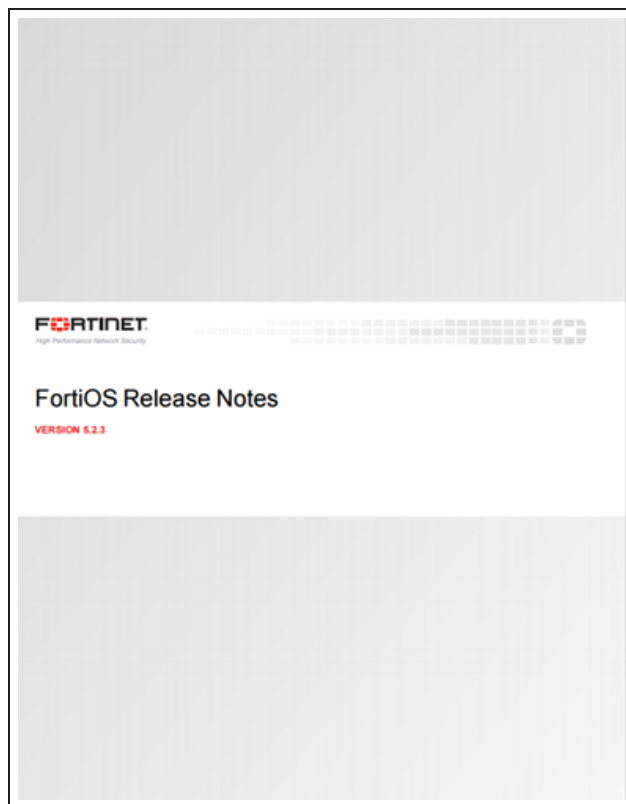 FORTINET
High Performance Network Security
FortiOS Release Notes
VERSION 5.2.3